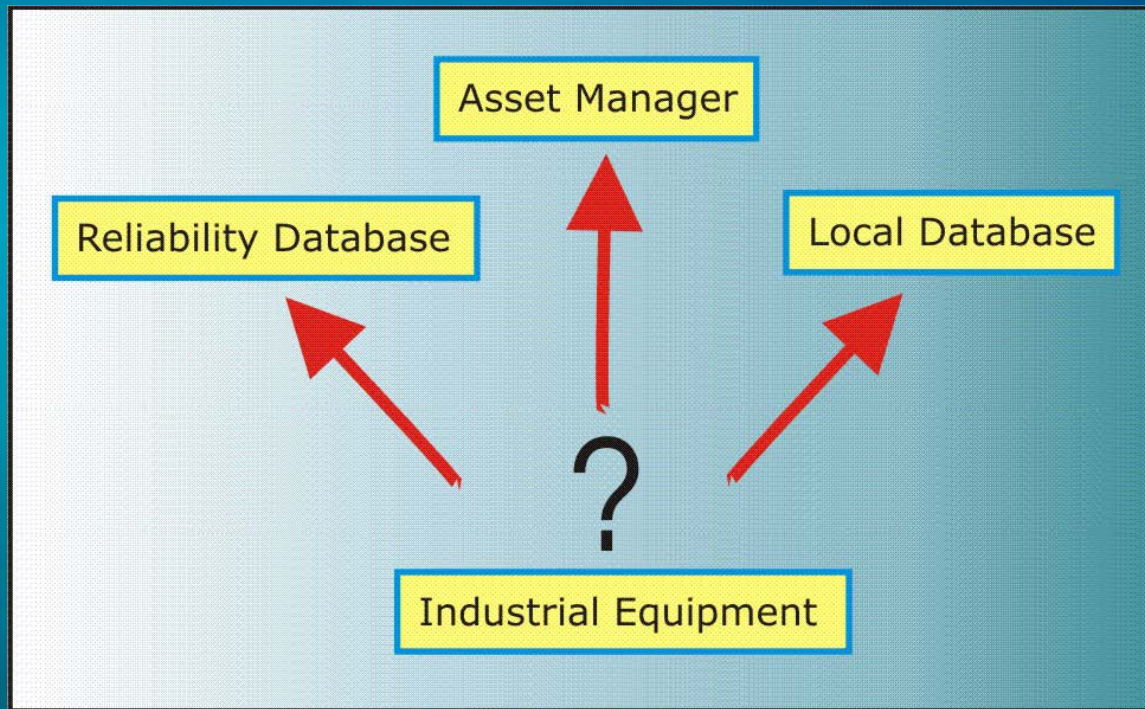 Asset Manager
Reliability Database
Local Database
?
Industrial Equipment